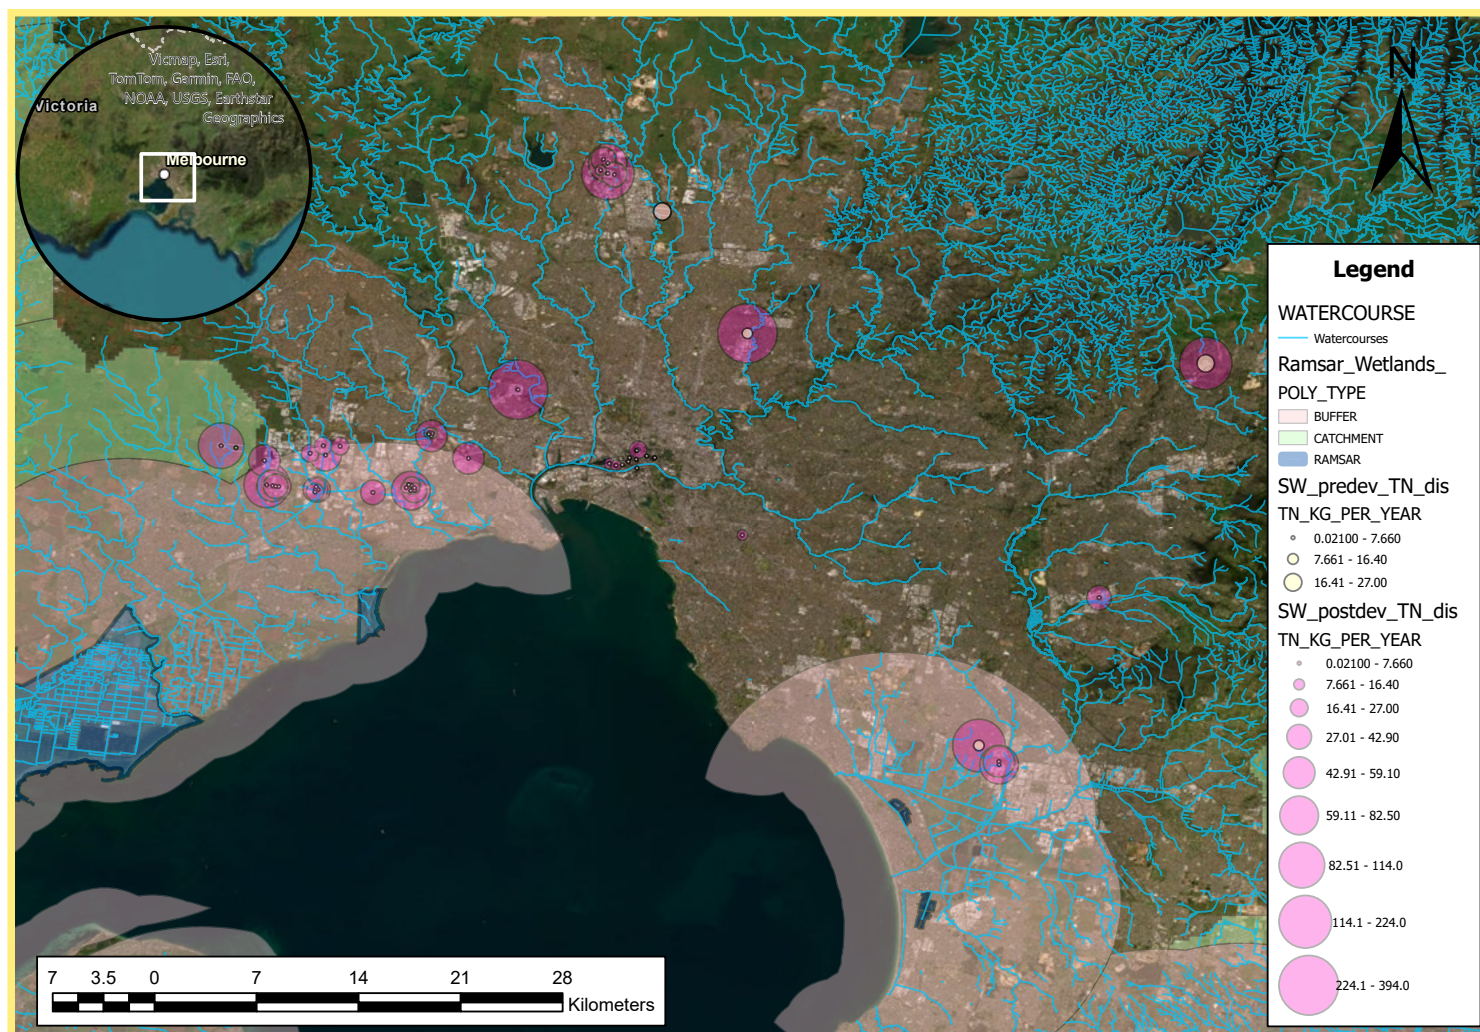 Vicmap, Esri,
TomTom, Garmin, FAO,
NOAA, USGS, Earthstar
Geographics
Victoria
Melbourne
N
Legend
WATERCOURSE
Watercourses
Ramsar_Wetlands_
POLY_TYPE
BUFFER
CATCHMENT
RAMSAR
SW_predev_TN_dis
TN_KG_PER_YEAR
0.02100 - 7.660
7.661 - 16.40
16.41 - 27.00
SW_postdev_TN_dis
TN_KG_PER_YEAR
0.02100 - 7.660
7.661 - 16.40
16.41 - 27.00
27.01 - 42.90
42.91 - 59.10
59.11 - 82.50
82.51 - 114.0
114.1 - 224.0
224.1 - 394.0
7 3.5 0 7 14 21 28
Kilometers